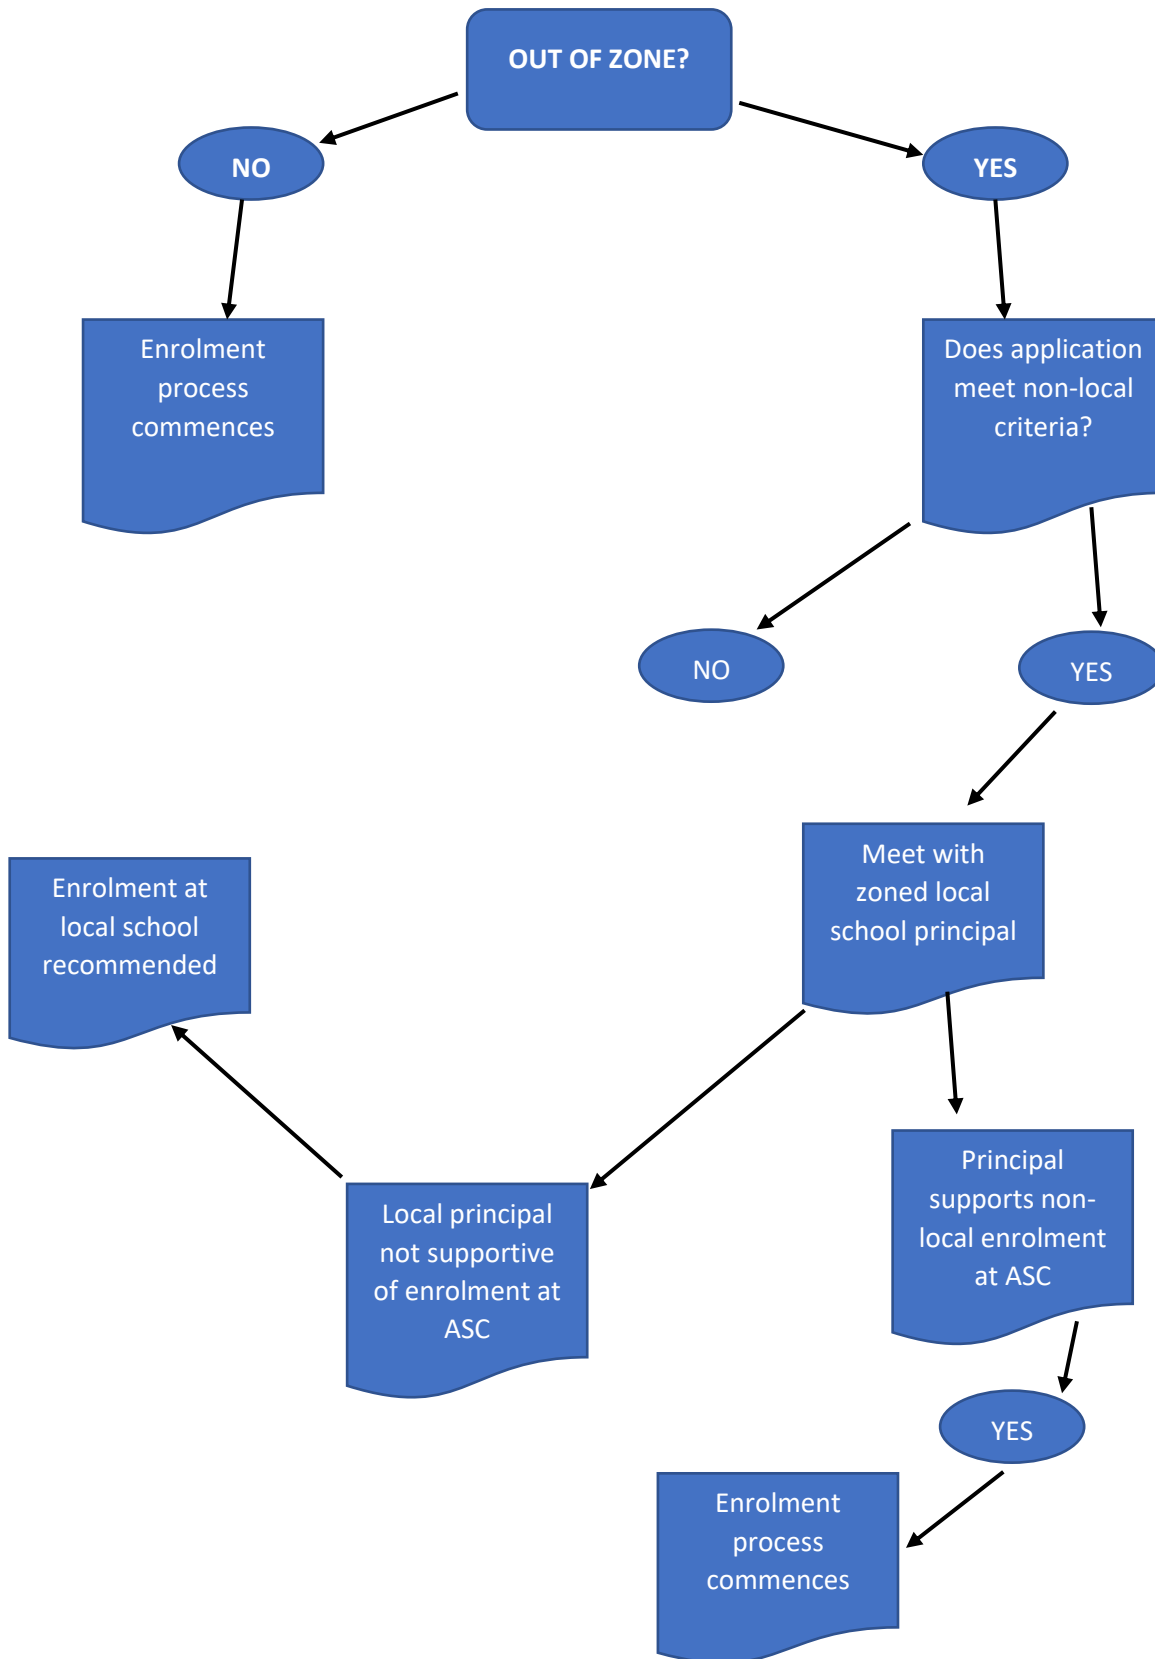 OUT OF ZONE?
NO
YES
Enrolment
process
commences
Does application
meet non-local
criteria?
NO
YES
Meet with
zoned local
school principal
Enrolment at
local school
recommended
Principal
supports non-
local enrolment
at ASC
Local principal
not supportive
of enrolment at
ASC
YES
Enrolment
process
commences